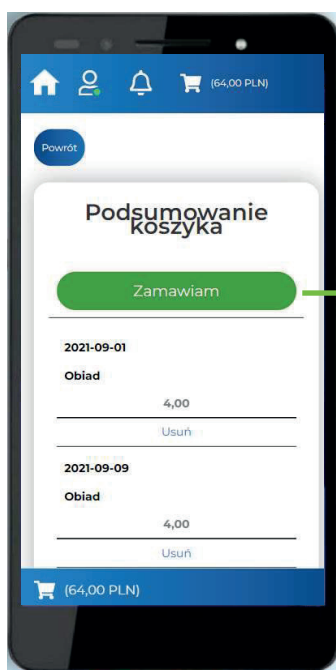 (64,00 PLN)
Powrót
Podsumowanie
koszyka
Zamawiam
2021-09-01
Obiad
4,00
Usuń
2021-09-09
Obiad
4,00
Usuń
(64,00 PLN)